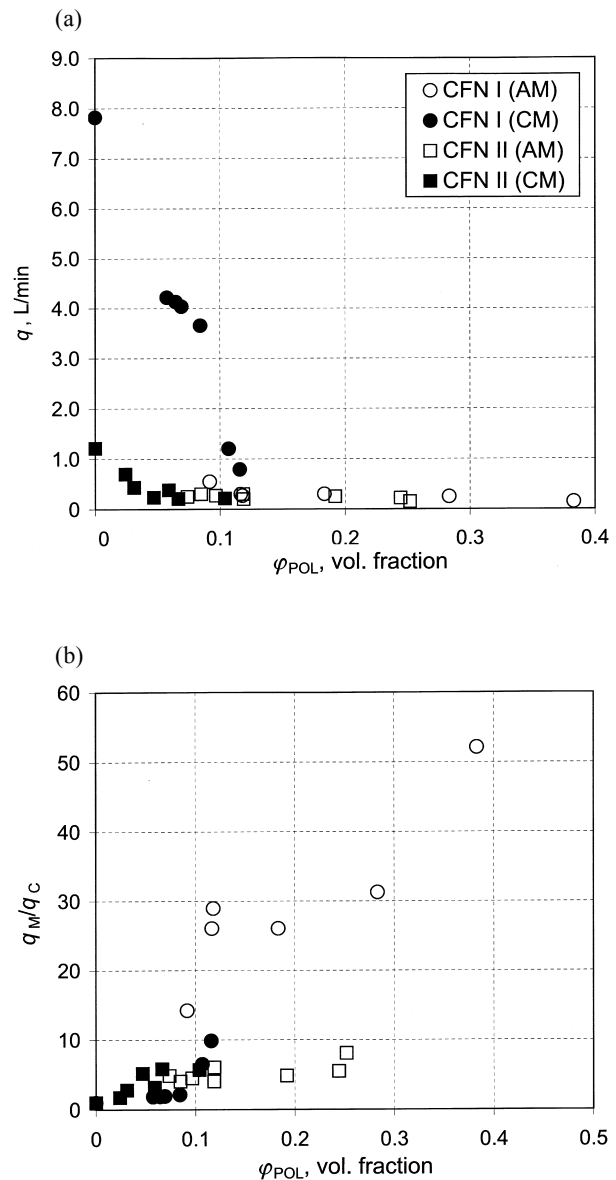 (a)
9.0
8.0
7.0
6.0
5.0
4.0
3.0
2.0
1.0
0
q, L/min
CFN I (AM)
CFN I (CM)
CFN II (AM)
CFN II (CM)
0 0.1 0.2 0.3 0.4
φPOL, vol. fraction
(b)
60
50
40
30
20
10
0
qM/qC
0 0.1 0.2 0.3 0.4 0.5
φPOL, vol. fraction